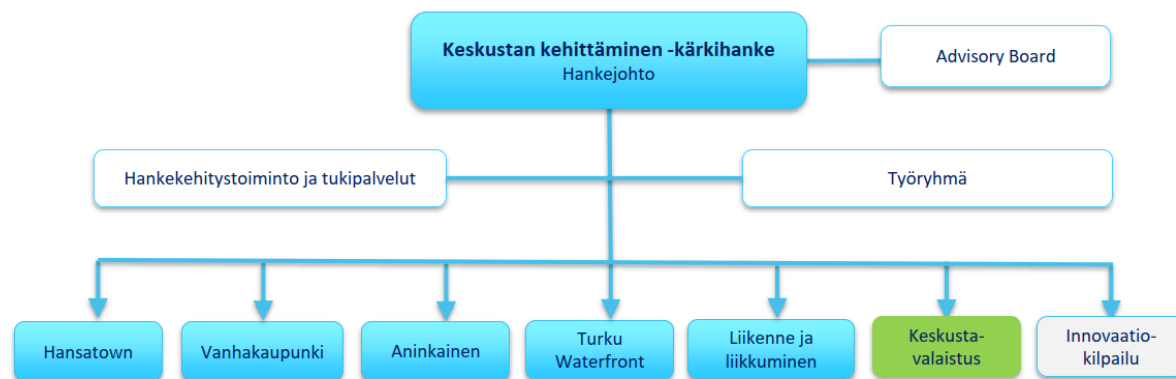 Keskustan kehittäminen -kärkihanke
Hankejohto
Advisory Board
Hankekehitystoiminto ja tukipalvelut
Työryhmä
Hansatown
Vanhakaupunki
Aninkainen
Turku
Waterfront
Liikenne ja
liikkuminen
Keskusta-
valaistus
Innovaatio-
kilpailu